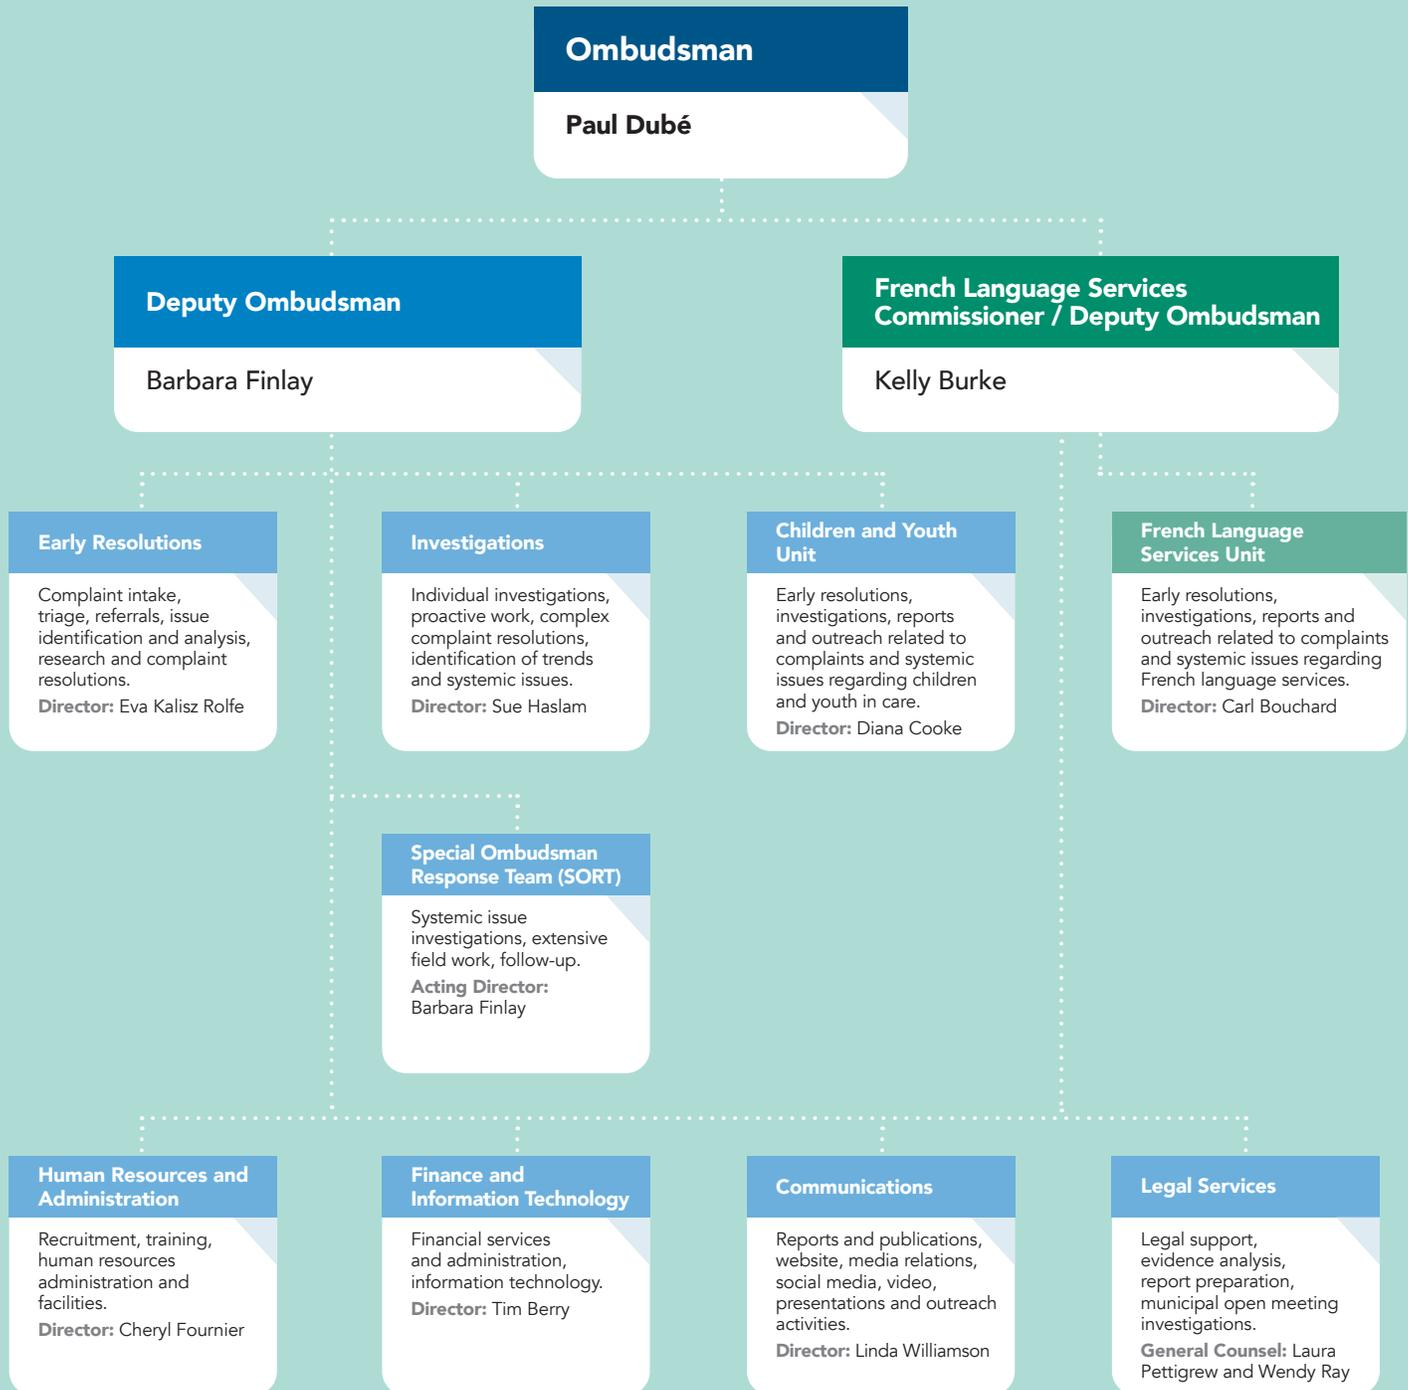 Ombudsman
Paul Dubé
Deputy Ombudsman
Barbara Finlay
French Language Services
Commissioner / Deputy Ombudsman
Kelly Burke
Early Resolutions
Complaint intake,
triage, referrals, issue
identification and analysis,
research and complaint
resolutions.
Director: Eva Kalisz Rolfe
Investigations
Individual investigations,
proactive work, complex
complaint resolutions,
identification of trends
and systemic issues.
Director: Sue Haslam
Children and Youth
Unit
Early resolutions,
investigations, reports
and outreach related to
complaints and systemic
issues regarding children
and youth in care.
Director: Diana Cooke
French Language
Services Unit
Early resolutions,
investigations, reports and
outreach related to complaints
and systemic issues regarding
French language services.
Director: Carl Bouchard
Special Ombudsman
Response Team (SORT)
Systemic issue
investigations, extensive
field work, follow-up.
Acting Director:
Barbara Finlay
Human Resources and
Administration
Recruitment, training,
human resources
administration and
facilities.
Director: Cheryl Fournier
Finance and
Information Technology
Financial services
and administration,
information technology.
Director: Tim Berry
Communications
Reports and publications,
website, media relations,
social media, video,
presentations and outreach
activities.
Director: Linda Williamson
Legal Services
Legal support,
evidence analysis,
report preparation,
municipal open meeting
investigations.
General Counsel: Laura
Pettigrew and Wendy Ray